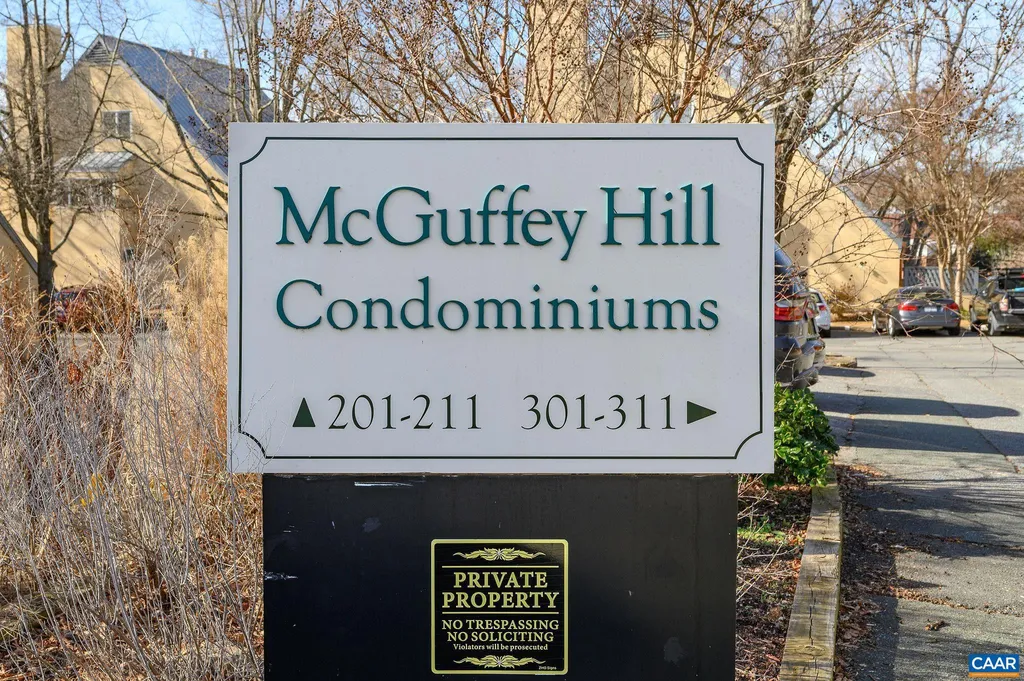 McGuffey Hill
Condominiums
▲201-211 301-311▶
PRIVATE
PROPERTY
NO TRESPASSING
NO SOLICITING
Violators will be prosecuted
CAAR